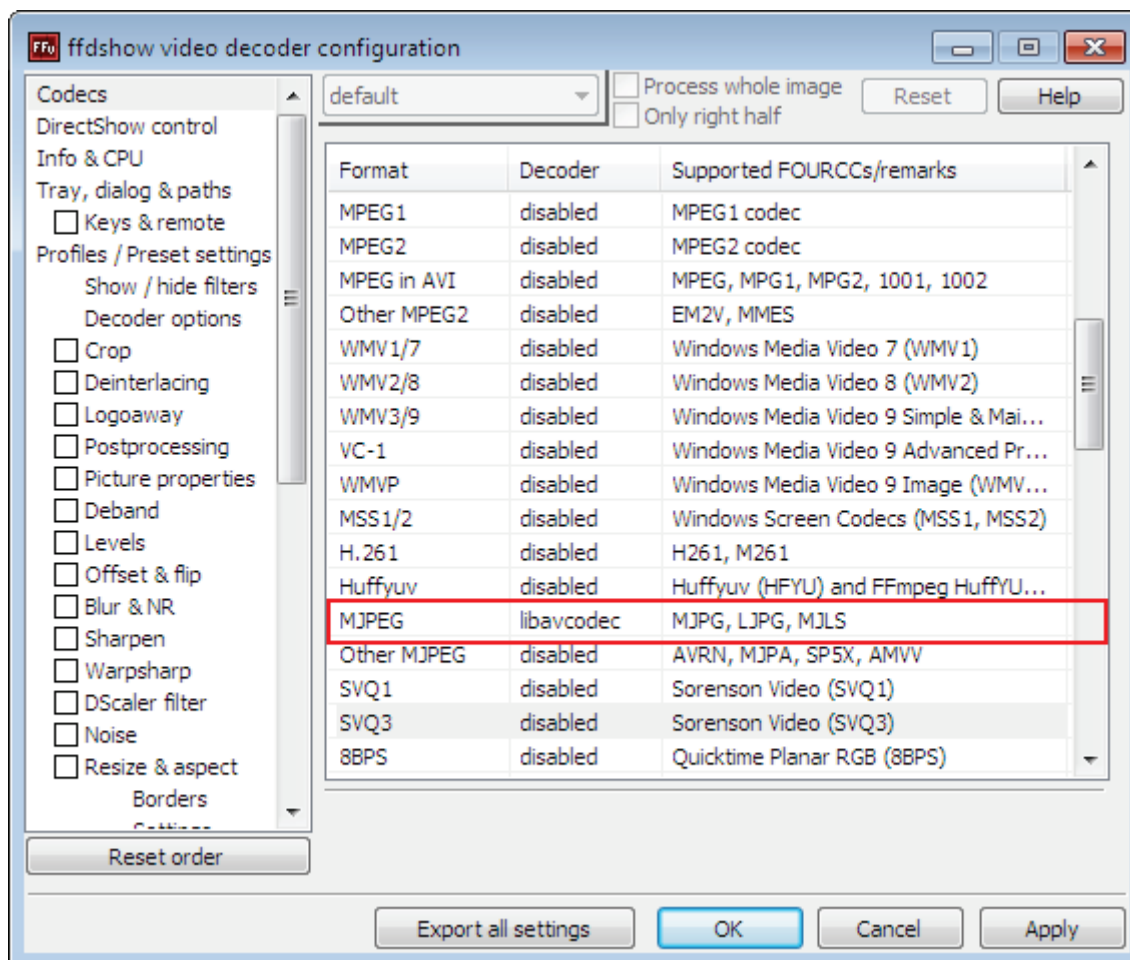 FFv ffdshow video decoder configuration
Codecs
DirectShow control
Info & CPU
Tray, dialog & paths
Keys & remote
Profiles / Preset settings
Show / hide filters
Decoder options
Crop
Deinterlacing
Logoaway
Postprocessing
Picture properties
Deband
Levels
Offset & flip
Blur & NR
Sharpen
Warpsharp
DScaler filter
Noise
Resize & aspect
Borders
Settings
Reset order
default
Process whole image
Only right half
Reset
Help
Format Decoder Supported FOURCCs/remarks
MPEG1 disabled MPEG1 codec
MPEG2 disabled MPEG2 codec
MPEG in AVI disabled MPEG, MPG1, MPG2, 1001, 1002
Other MPEG2 disabled EM2V, MMES
WMV1/7 disabled Windows Media Video 7 (WMV1)
WMV2/8 disabled Windows Media Video 8 (WMV2)
WMV3/9 disabled Windows Media Video 9 Simple & Mai...
VC-1 disabled Windows Media Video 9 Advanced Pr...
WMVP disabled Windows Media Video 9 Image (WMV...
MSS1/2 disabled Windows Screen Codecs (MSS1, MSS2)
H.261 disabled H261, M261
Huffyuv disabled Huffyuv (HFYU) and FFmpeg HuffYU...
MJPEG libavcodec MJPG, LJPG, MJLS
Other MJPEG disabled AVRN, MJPA, SP5X, AMVV
SVQ1 disabled Sorenson Video (SVQ1)
SVQ3 disabled Sorenson Video (SVQ3)
8BPS disabled Quicktime Planar RGB (8BPS)
Export all settings
OK
Cancel
Apply